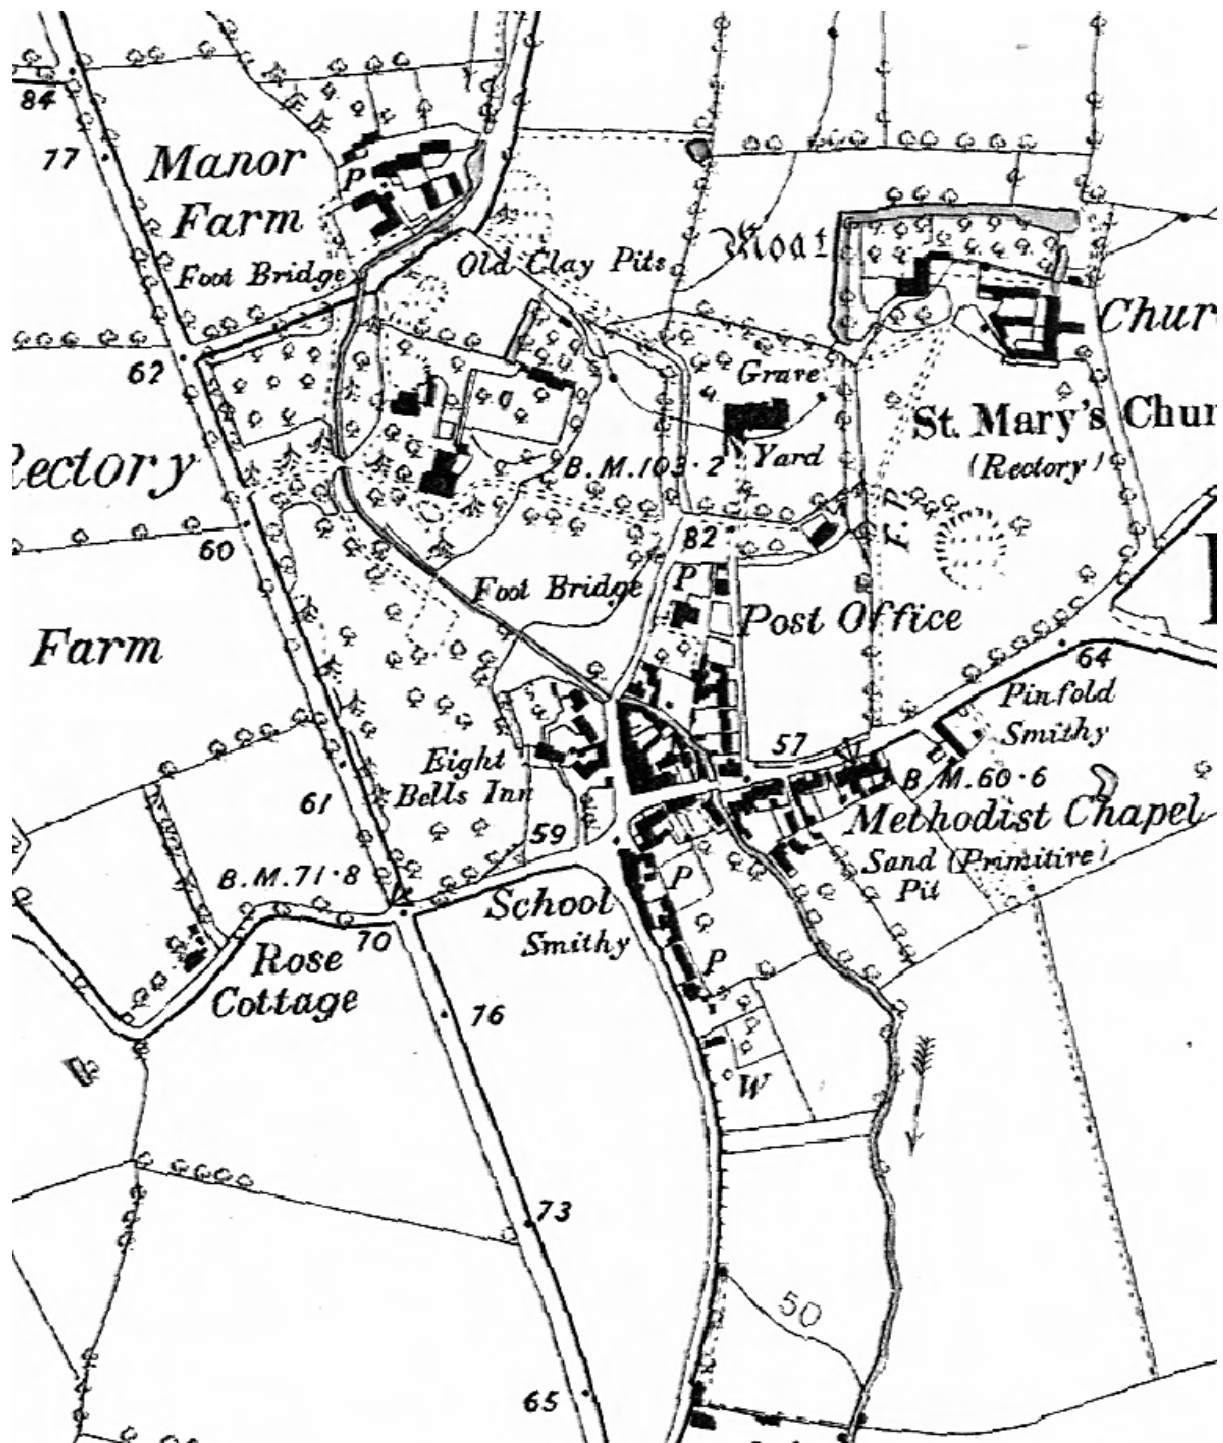 84
77
Manor
Farm
P
Foot Bridge
Old Clay Pits
Moat
Chur
62
Grave
Yard
St. Mary's Chur
(Rectory)
Rectory
B.M.103.2
60
82
F.P.
Foot Bridge
P
Post Office
Farm
64
Pinfold
Smithy
57
Eight
Bells Inn
61
B.M.60.6
Methodist Chapel
(Primitive)
Sand
Pit
59
B.M.71.8
School
Smithy
P
70
Rose
Cottage
P
76
W
73
50
65